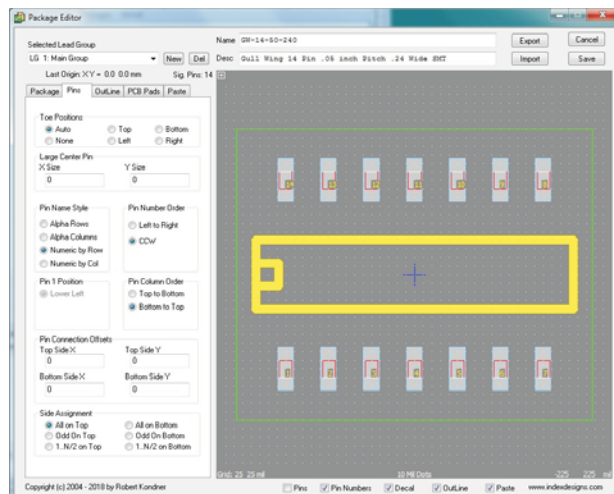 Package Editor
Name GW-14-50-240
Export
Cancel
Selected Lead Group
LG 1: Main Group
New
Del
Desc Gull Wing 14 Pin .05 inch Pitch .24 Wide SMT
Import
Save
Last Origin: X Y = 0.0 0.0 mm
Sig. Pins: 14
Package
Pins
OutLine
PCB Pads
Paste
Toe Positions
Auto
Top
Bottom
None
Left
Right
Large Center Pin
X Size
Y Size
0
0
Pin Name Style
Pin Number Order
Alpha Rows
Alpha Columns
Numeric by Row
Numeric by Col
Left to Right
CCW
Pin 1 Position
Pin Column Order
Lower Left
Top to Bottom
Bottom to Top
Pin Connection Offsets
Top Side X
Top Side Y
0
0
Bottom Side X
Bottom Side Y
0
0
Side Assignment
All on Top
All on Bottom
Odd On Top
Odd On Bottom
1..N/2 on Top
1..N/2 on Bottom
Grid: 25 25 mil
10 Mil Dots
-225 225 mil
Copyright (c) 2004 - 2018 by Robert Kondner
Pins
Pin Numbers
Decal
OutLine
Paste
www.indexdesigns.com